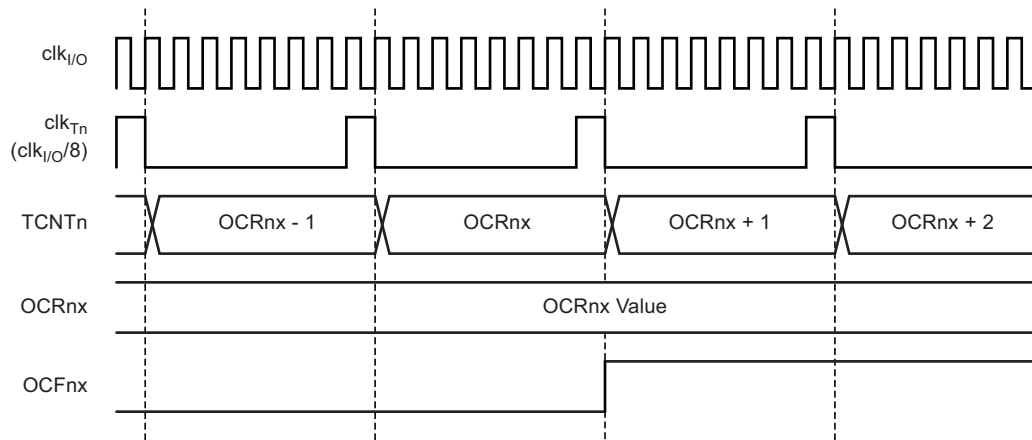 clkI/O
clkTn
(clkI/O/8)
TCNTn OCRnx - 1 OCRnx OCRnx + 1 OCRnx + 2
OCRnx OCRnx Value
OCFnx